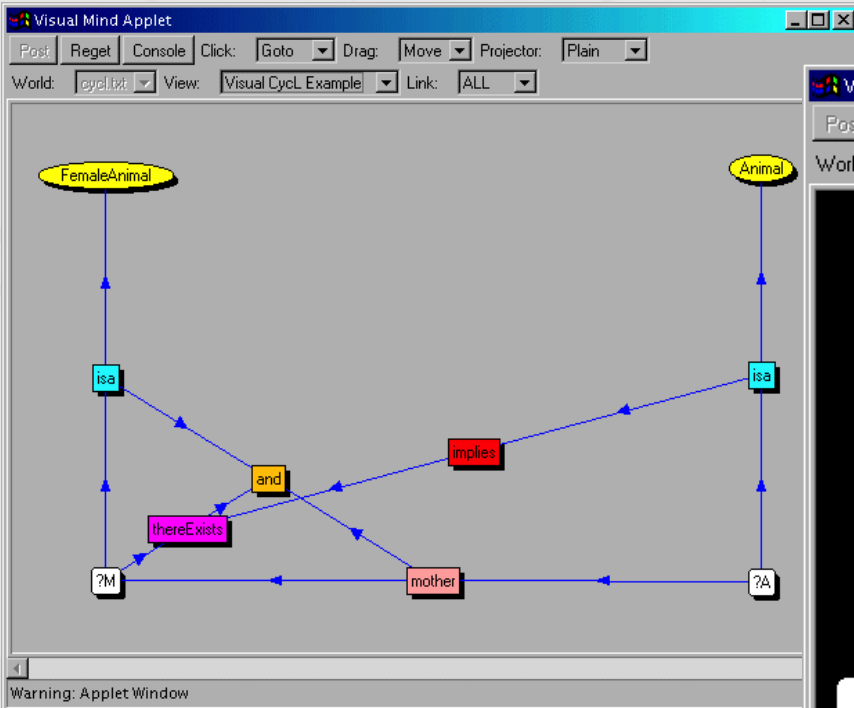 Visual Mind Applet
Post Reget Console Click: Goto Drag: Move Projector: Plain
World: cycl.txt View: Visual CycL Example Link: ALL
V
Pos
Worl
FemaleAnimal Animal
isa isa
implies
and
thereExists
?M mother ?A
Warning: Applet Window